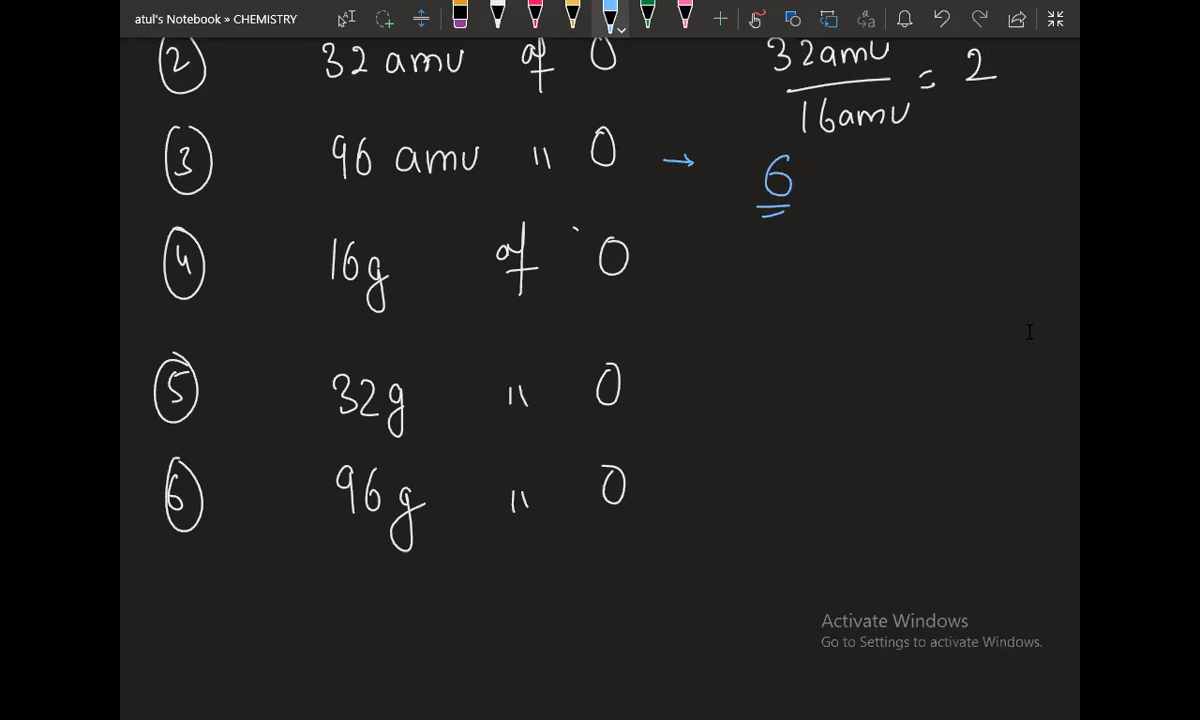 atul's Notebook » CHEMISTRY
2 32 amu of O 32amu / 16amu = 2
3 96 amu " O → 6
4 16g of O
5 32g " O
6 96g " O
Activate Windows
Go to Settings to activate Windows.